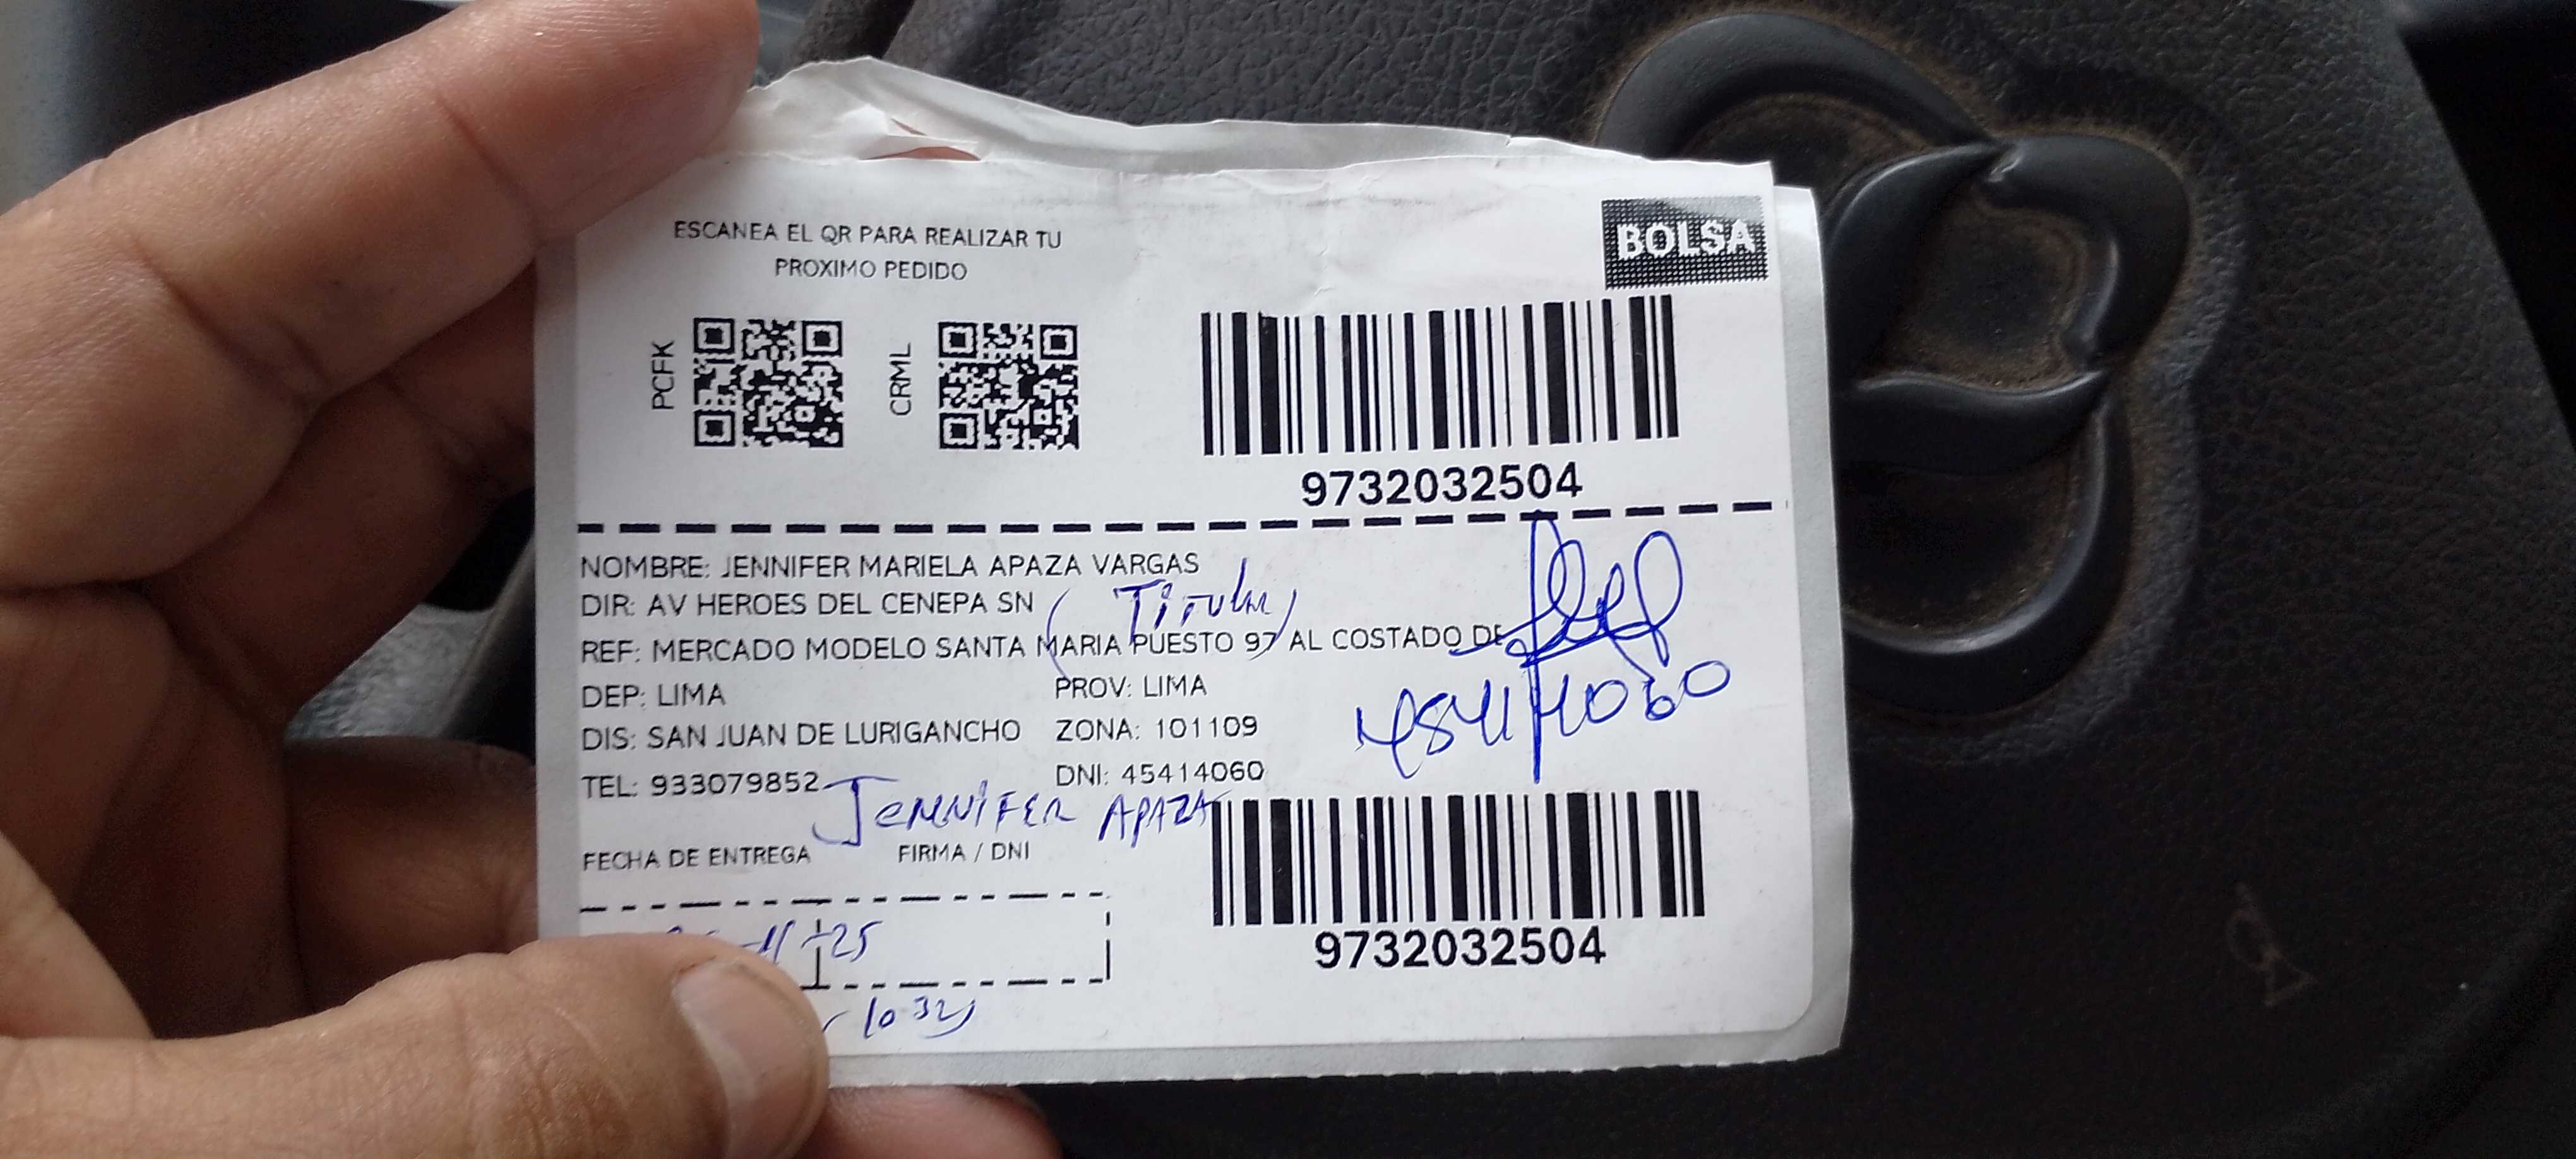 ESCANEA EL QR PARA REALIZAR TU
PROXIMO PEDIDO
BOLSA
PCFK
CRML
9732032504
NOMBRE: JENNIFER MARIELA APAZA VARGAS
DIR: AV HEROES DEL CENEPA SN
(Titular)
REF: MERCADO MODELO SANTA MARIA PUESTO 97 AL COSTADO DE
DEP: LIMA PROV: LIMA
45414060
DIS: SAN JUAN DE LURIGANCHO ZONA: 101109
TEL: 933079852 DNI: 45414060
JENNIFER APAZA
FECHA DE ENTREGA FIRMA / DNI
-25
9732032504
10 32